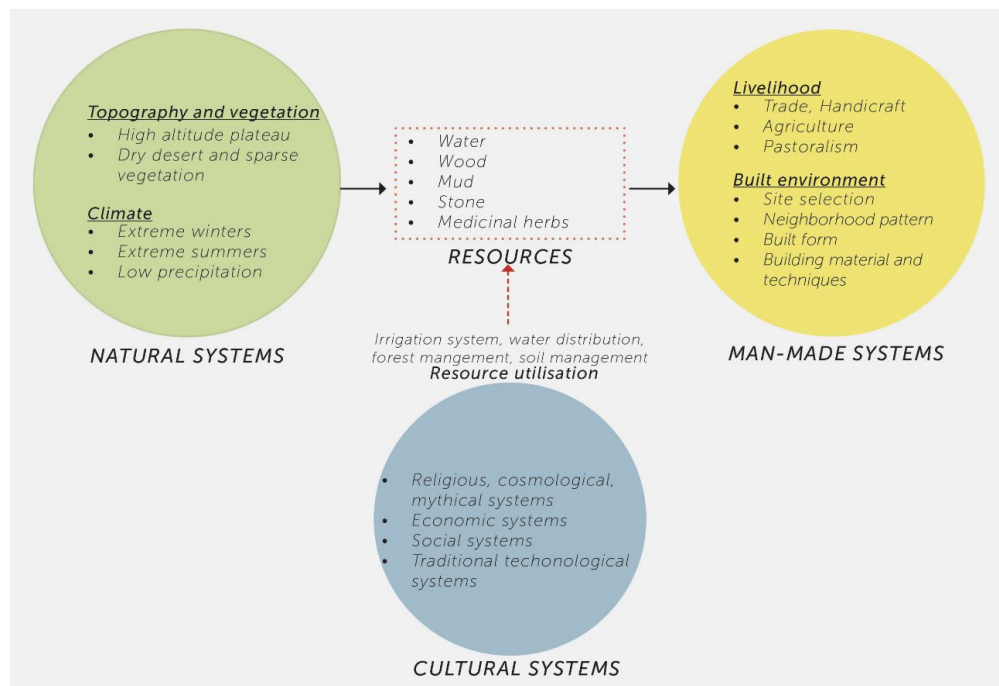 Topography and vegetation
• High altitude plateau
• Dry desert and sparse
vegetation
Climate
• Extreme winters
• Extreme summers
• Low precipitation
NATURAL SYSTEMS
• Water
• Wood
• Mud
• Stone
• Medicinal herbs
RESOURCES
Livelihood
• Trade, Handicraft
• Agriculture
• Pastoralism
Built environment
• Site selection
• Neighborhood pattern
• Built form
• Building material and
techniques
MAN-MADE SYSTEMS
Irrigation system, water distribution,
forest mangement, soil management
Resource utilisation
• Religious, cosmological,
mythical systems
• Economic systems
• Social systems
• Traditional techonological
systems
CULTURAL SYSTEMS